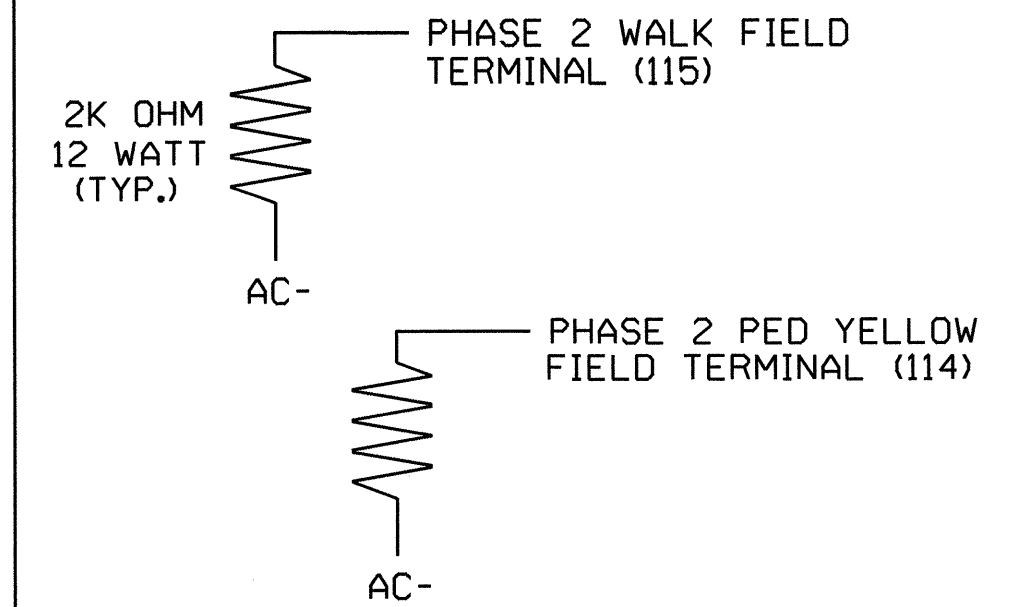 PHASE 2 WALK FIELD
TERMINAL (115)
2K OHM
12 WATT
(TYP.)
AC-
PHASE 2 PED YELLOW
FIELD TERMINAL (114)
AC-